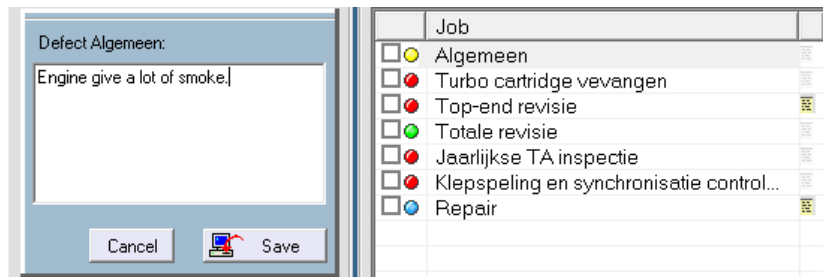 Defect Algemeen:
Engine give a lot of smoke.
Cancel
Save
Job
Algemeen
Turbo cartridge vevangen
Top-end revisie
Totale revisie
Jaarlijkse TA inspectie
Klepspeling en synchronisatie control...
Repair